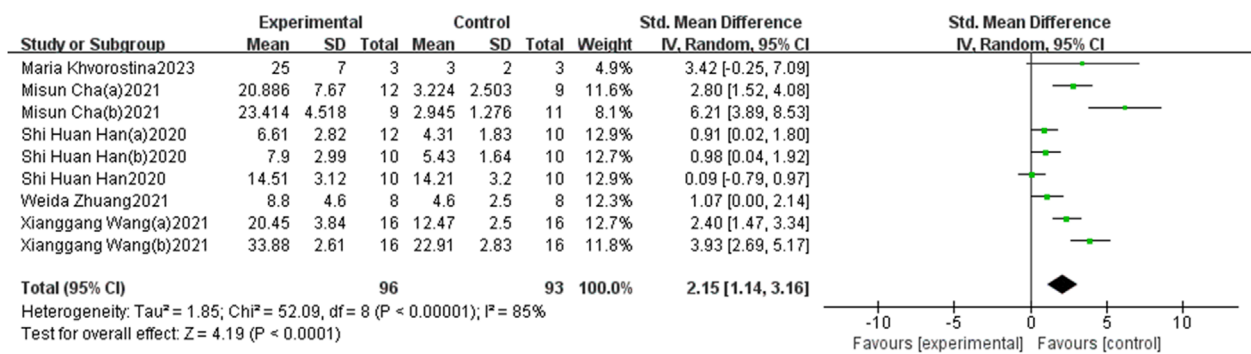 Experimental Control Std. Mean Difference Std. Mean Difference
Study or Subgroup Mean SD Total Mean SD Total Weight IV, Random, 95% CI IV, Random, 95% CI
Maria Khvorostina2023 25 7 3 3 2 3 4.9% 3.42 [-0.25, 7.09]
Misun Cha(a)2021 20.886 7.67 12 3.224 2.503 9 11.6% 2.80 [1.52, 4.08]
Misun Cha(b)2021 23.414 4.518 9 2.945 1.276 11 8.1% 6.21 [3.89, 8.53]
Shi Huan Han(a)2020 6.61 2.82 12 4.31 1.83 10 12.9% 0.91 [0.02, 1.80]
Shi Huan Han(b)2020 7.9 2.99 10 5.43 1.64 10 12.7% 0.98 [0.04, 1.92]
Shi Huan Han2020 14.51 3.12 10 14.21 3.2 10 12.9% 0.09 [-0.79, 0.97]
Weida Zhuang2021 8.8 4.6 8 4.6 2.5 8 12.3% 1.07 [0.00, 2.14]
Xianggang Wang(a)2021 20.45 3.84 16 12.47 2.5 16 12.7% 2.40 [1.47, 3.34]
Xianggang Wang(b)2021 33.88 2.61 16 22.91 2.83 16 11.8% 3.93 [2.69, 5.17]
Total (95% CI) 96 93 100.0% 2.15 [1.14, 3.16]
Heterogeneity: Tau² = 1.85; Chi² = 52.09, df = 8 (P < 0.00001); I² = 85%
Test for overall effect: Z = 4.19 (P < 0.0001)
-10 -5 0 5 10
Favours [experimental] Favours [control]